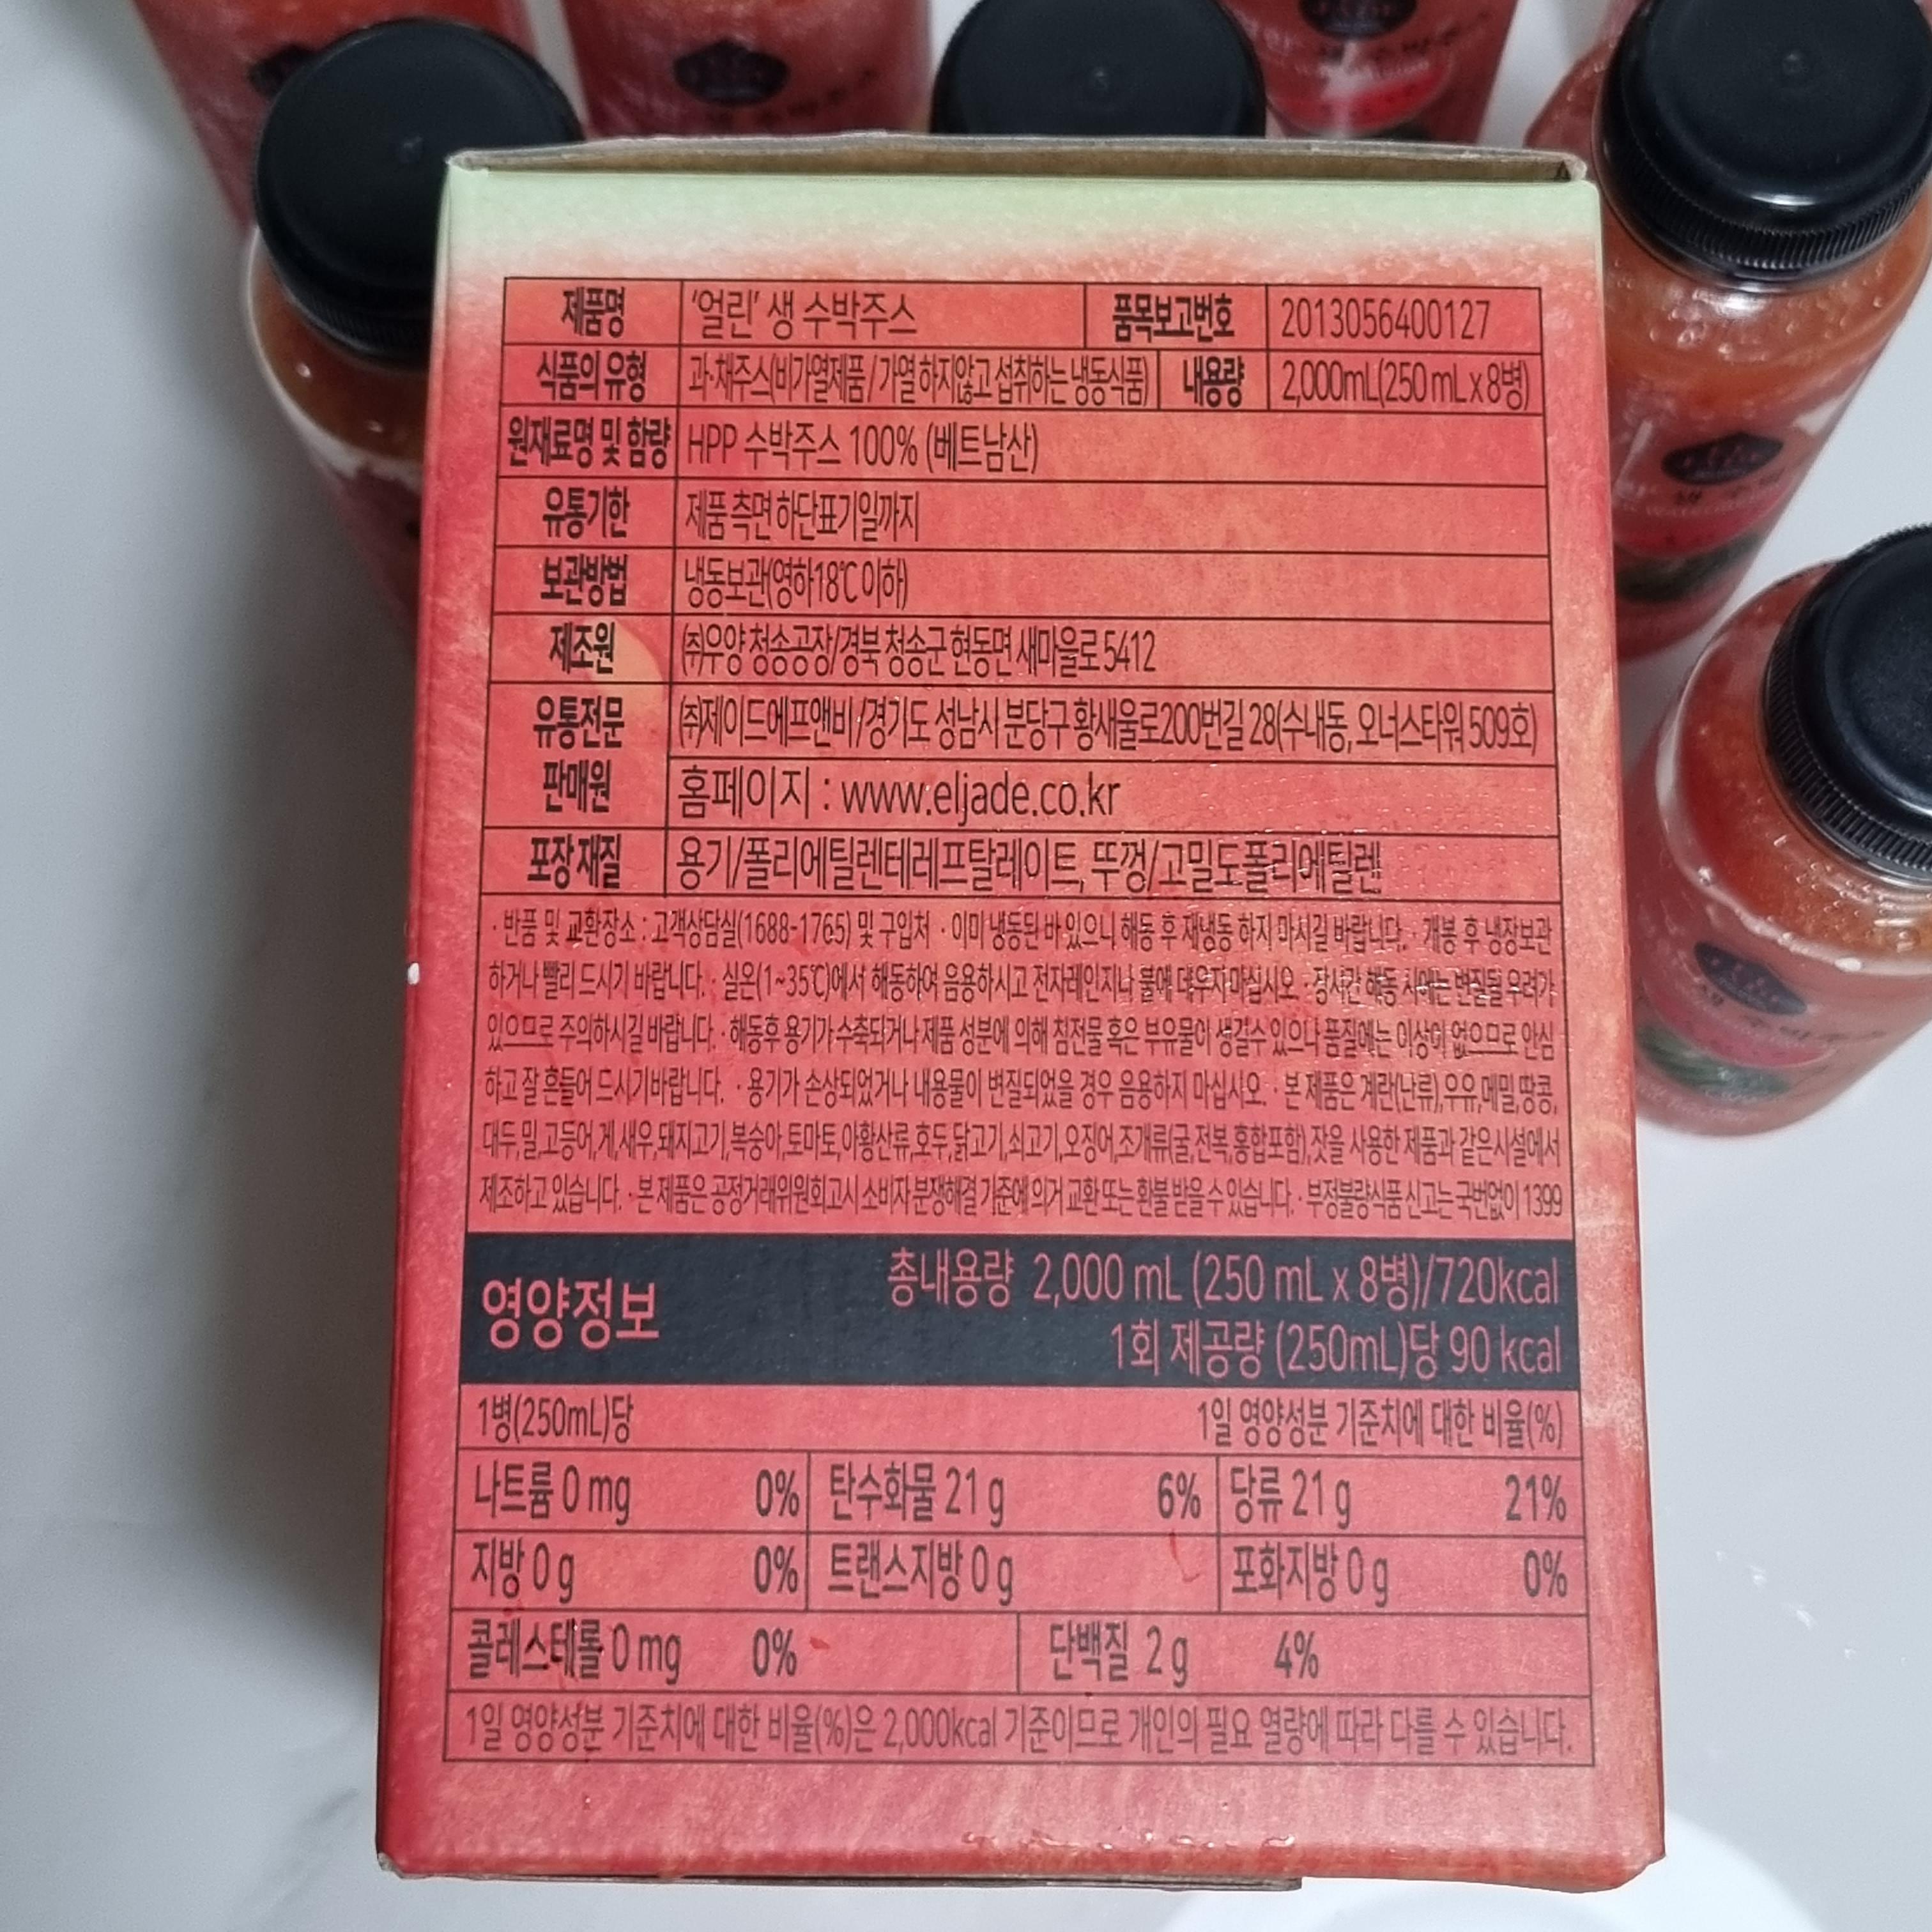 제품명 '얼린' 생 수박주스 품목보고번호 2013056400127
식품의 유형 과·채주스(비가열제품 / 가열 하지않고 섭취하는 냉동식품) 내용량 2,000mL(250 mL x 8병)
원재료명 및 함량 HPP 수박주스 100% (베트남산)
유통기한 제품 측면 하단표기일까지
보관방법 냉동보관(영하18℃ 이하)
제조원 ㈜우양 청송공장/경북 청송군 현동면 새마을로 5412
유통전문 판매원 ㈜제이드에프앤비 /경기도 성남시 분당구 황새울로200번길 28(수내동, 오너스타워 509호)
홈페이지 : www.eljade.co.kr
포장재질 용기/폴리에틸렌테레프탈레이트, 뚜껑/고밀도폴리에틸렌
· 반품 및 교환장소 : 고객상담실(1688-1765) 및 구입처 · 이미 냉동된 바 있으니 해동 후 재냉동 하지 마시길 바랍니다. · 개봉 후 냉장보관
하거나 빨리 드시기 바랍니다. · 실온(1~35℃)에서 해동하여 음용하시고 전자레인지나 불에 데우지마십시오 · 장시간 해동 시에는 변질될 우려가
있으므로 주의하시길 바랍니다. · 해동후 용기가 수축되거나 제품 성분에 의해 침전물 혹은 부유물이 생길수 있으나 품질에는 이상이 없으므로 안심
하고 잘 흔들어 드시기바랍니다. · 용기가 손상되었거나 내용물이 변질되었을 경우 음용하지 마십시오. · 본 제품은 계란(난류),우유,메밀,땅콩,
대두,밀,고등어,게,새우,돼지고기,복숭아,토마토,아황산류,호두,닭고기,쇠고기,오징어,조개류(굴,전복,홍합포함),잣을 사용한 제품과 같은시설에서
제조하고 있습니다. · 본 제품은 공정거래위원회고시 소비자분쟁해결 기준에 의거 교환 또는 환불 받을 수 있습니다. · 부정불량식품 신고는 국번없이 1399
영양정보
총내용량 2,000 mL (250 mL x 8병)/720kcal
1회 제공량 (250mL)당 90 kcal
1병(250mL)당 1일 영양성분 기준치에 대한 비율(%)
나트륨 0 mg 0% 탄수화물 21 g 6% 당류 21 g 21%
지방 0 g 0% 트랜스지방 0 g 포화지방 0 g 0%
콜레스테롤 0 mg 0% 단백질 2 g 4%
1일 영양성분 기준치에 대한 비율(%)은 2,000kcal 기준이므로 개인의 필요 열량에 따라 다를 수 있습니다.